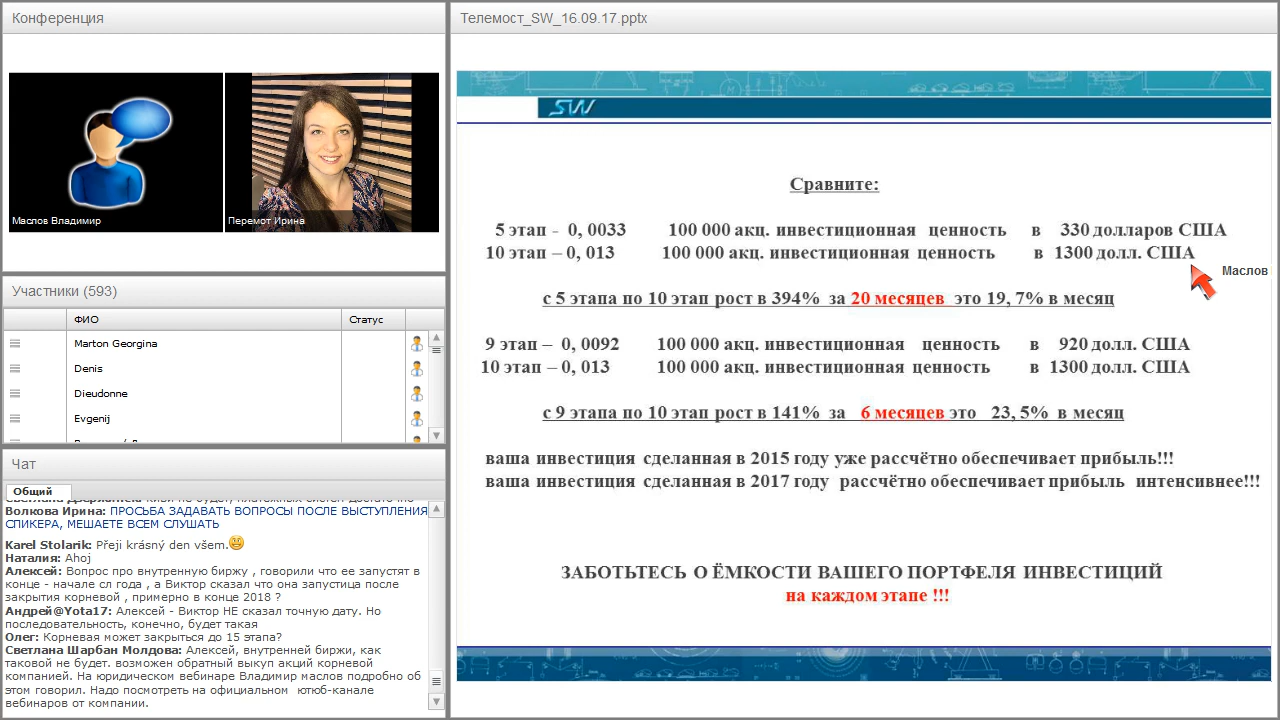 Конференция
Маслов Владимир
Перемот Ирина
Участники (593)
ФИО
Статус
Marton Georgina
Denis
Dieudonne
Evgenij
Чат
Общий
Волкова Ирина: ПРОСЬБА ЗАДАВАТЬ ВОПРОСЫ ПОСЛЕ ВЫСТУПЛЕНИЯ
СПИКЕРА, МЕШАЕТЕ ВСЕМ СЛУШАТЬ
Karel Stolarik: Přeji krásný den všem.
Наталия: Ahoj
Алексей: Вопрос про внутренную биржу , говорили что ее запустят в
конце - начале сл года , а Виктор сказал что она запустица после
закрытия корневой , примерно в конце 2018 ?
Андрей@Yota17: Алексей - Виктор НЕ сказал точную дату. Но
последовательность, конечно, будет такая
Олег: Корневая может закрыться до 15 этапа?
Светлана Шарбан Молдова: Алексей, внутренней биржи, как
таковой не будет. возможен обратный выкуп акций корневой
компанией. На юридическом вебинаре Владимир маслов подробно об
этом говорил. Надо посмотреть на официальном ютюб-канале
вебинаров от компании.
Телемост_SW_16.09.17.pptx
SW
Сравните:
5 этап - 0, 0033 100 000 акц. инвестиционная ценность в 330 долларов США
10 этап – 0, 013 100 000 акц. инвестиционная ценность в 1300 долл. США
Маслов
с 5 этапа по 10 этап рост в 394% за 20 месяцев это 19, 7% в месяц
9 этап – 0, 0092 100 000 акц. инвестиционная ценность в 920 долл. США
10 этап – 0, 013 100 000 акц. инвестиционная ценность в 1300 долл. США
с 9 этапа по 10 этап рост в 141% за 6 месяцев это 23, 5% в месяц
ваша инвестиция сделанная в 2015 году уже рассчётно обеспечивает прибыль!!!
ваша инвестиция сделанная в 2017 году рассчётно обеспечивает прибыль интенсивнее!!!
ЗАБОТЬТЕСЬ О ЁМКОСТИ ВАШЕГО ПОРТФЕЛЯ ИНВЕСТИЦИЙ
на каждом этапе !!!